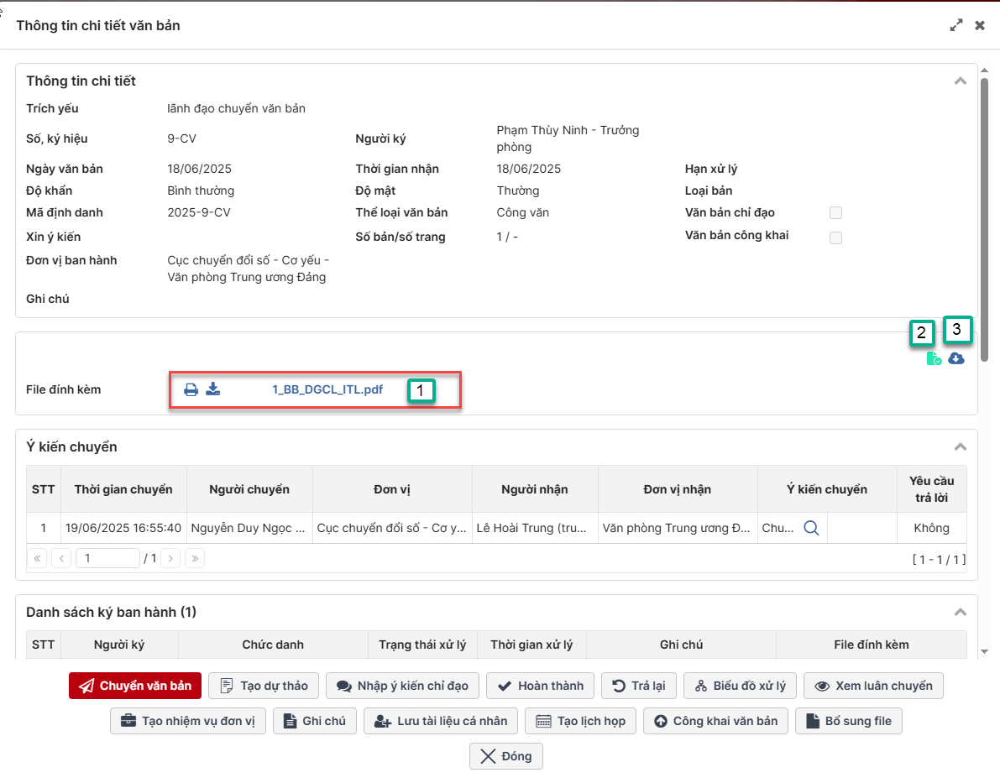 Thông tin chi tiết văn bản
Thông tin chi tiết
Trích yếu lãnh đạo chuyển văn bản
Số, ký hiệu 9-CV Người ký Phạm Thùy Ninh - Trưởng phòng
Ngày văn bản 18/06/2025 Thời gian nhận 18/06/2025 Hạn xử lý
Độ khẩn Bình thường Độ mật Thường Loại bản
Mã định danh 2025-9-CV Thể loại văn bản Công văn Văn bản chỉ đạo
Xin ý kiến Số bản/số trang 1 / - Văn bản công khai
Đơn vị ban hành Cục chuyển đổi số - Cơ yếu -
Văn phòng Trung ương Đảng
Ghi chú
2 3
File đính kèm 1_BB_DGCL_ITL.pdf 1
Ý kiến chuyển
STT Thời gian chuyển Người chuyển Đơn vị Người nhận Đơn vị nhận Ý kiến chuyển Yêu cầu trả lời
1 19/06/2025 16:55:40 Nguyễn Duy Ngọc ... Cục chuyển đổi số - Cơ y... Lê Hoài Trung (tru... Văn phòng Trung ương Đ... Chu... Không
« ‹ 1 / 1 › » [ 1 - 1 / 1 ]
Danh sách ký ban hành (1)
STT Người ký Chức danh Trạng thái xử lý Thời gian xử lý Ghi chú File đính kèm
Chuyển văn bản Tạo dự thảo Nhập ý kiến chỉ đạo Hoàn thành Trả lại Biểu đồ xử lý Xem luân chuyển
Tạo nhiệm vụ đơn vị Ghi chú Lưu tài liệu cá nhân Tạo lịch họp Công khai văn bản Bổ sung file
Đóng